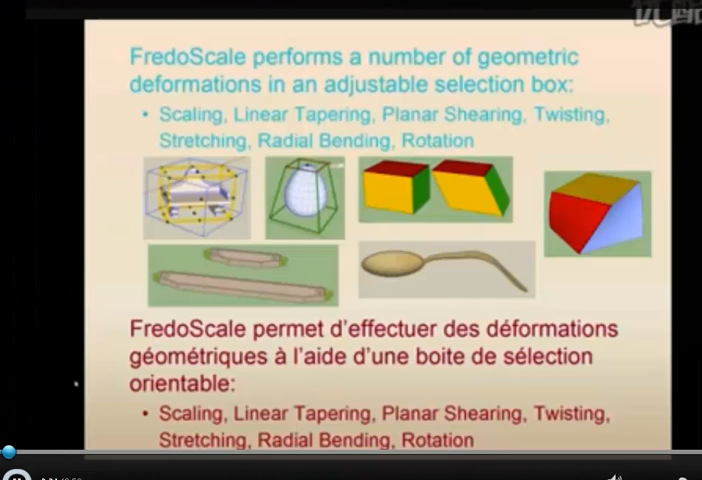 FredoScale performs a number of geometric
deformations in an adjustable selection box:
• Scaling, Linear Tapering, Planar Shearing, Twisting,
Stretching, Radial Bending, Rotation
FredoScale permet d'effectuer des déformations
géométriques à l'aide d'une boite de sélection
orientable:
• Scaling, Linear Tapering, Planar Shearing, Twisting,
Stretching, Radial Bending, Rotation